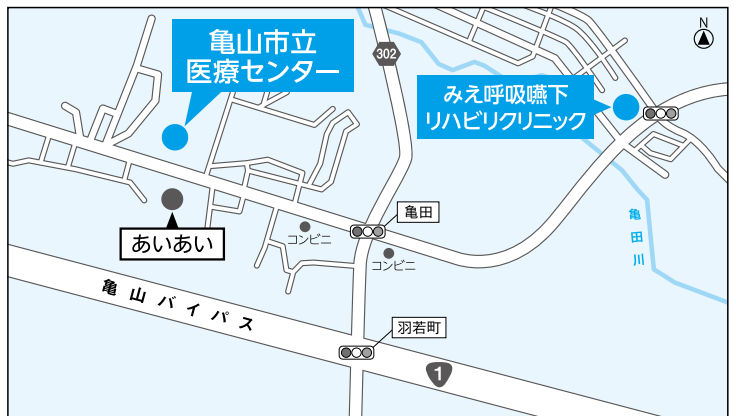 亀山市立
医療センター
302
N
みえ呼吸嚥下
リハビリクリニック
亀田
亀田川
コンビニ
あいあい
コンビニ
亀山バイパス
羽若町
1